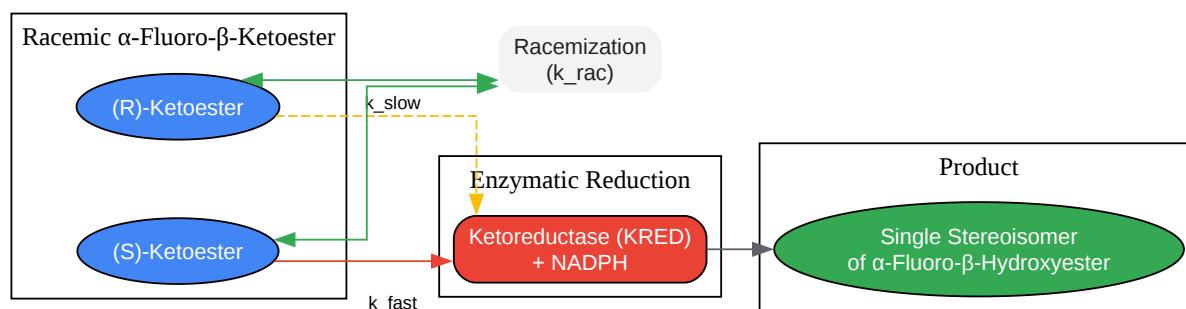 Racemic α-Fluoro-β-Ketoester
(R)-Ketoester
(S)-Ketoester
Racemization
(k_rac)
k_slow
k_fast
Enzymatic Reduction
Ketoreductase (KRED)
+ NADPH
Product
Single Stereoisomer
of α-Fluoro-β-Hydroxyester